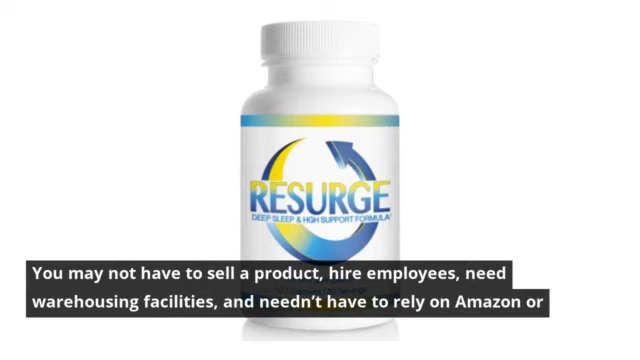 RESURGE
DEEP SLEEP & HGH SUPPORT FORMULA
You may not have to sell a product, hire employees, need
warehousing facilities, and needn’t have to rely on Amazon or